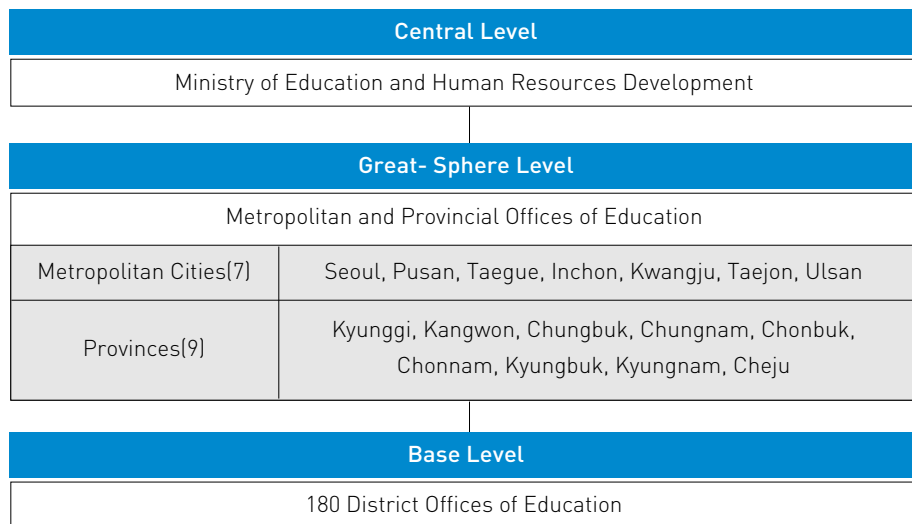 Central Level
Ministry of Education and Human Resources Development
Great- Sphere Level
Metropolitan and Provincial Offices of Education
Metropolitan Cities(7)
Seoul, Pusan, Taegue, Inchon, Kwangju, Taejon, Ulsan
Provinces(9)
Kyunggi, Kangwon, Chungbuk, Chungnam, Chonbuk,
Chonnam, Kyungbuk, Kyungnam, Cheju
Base Level
180 District Offices of Education